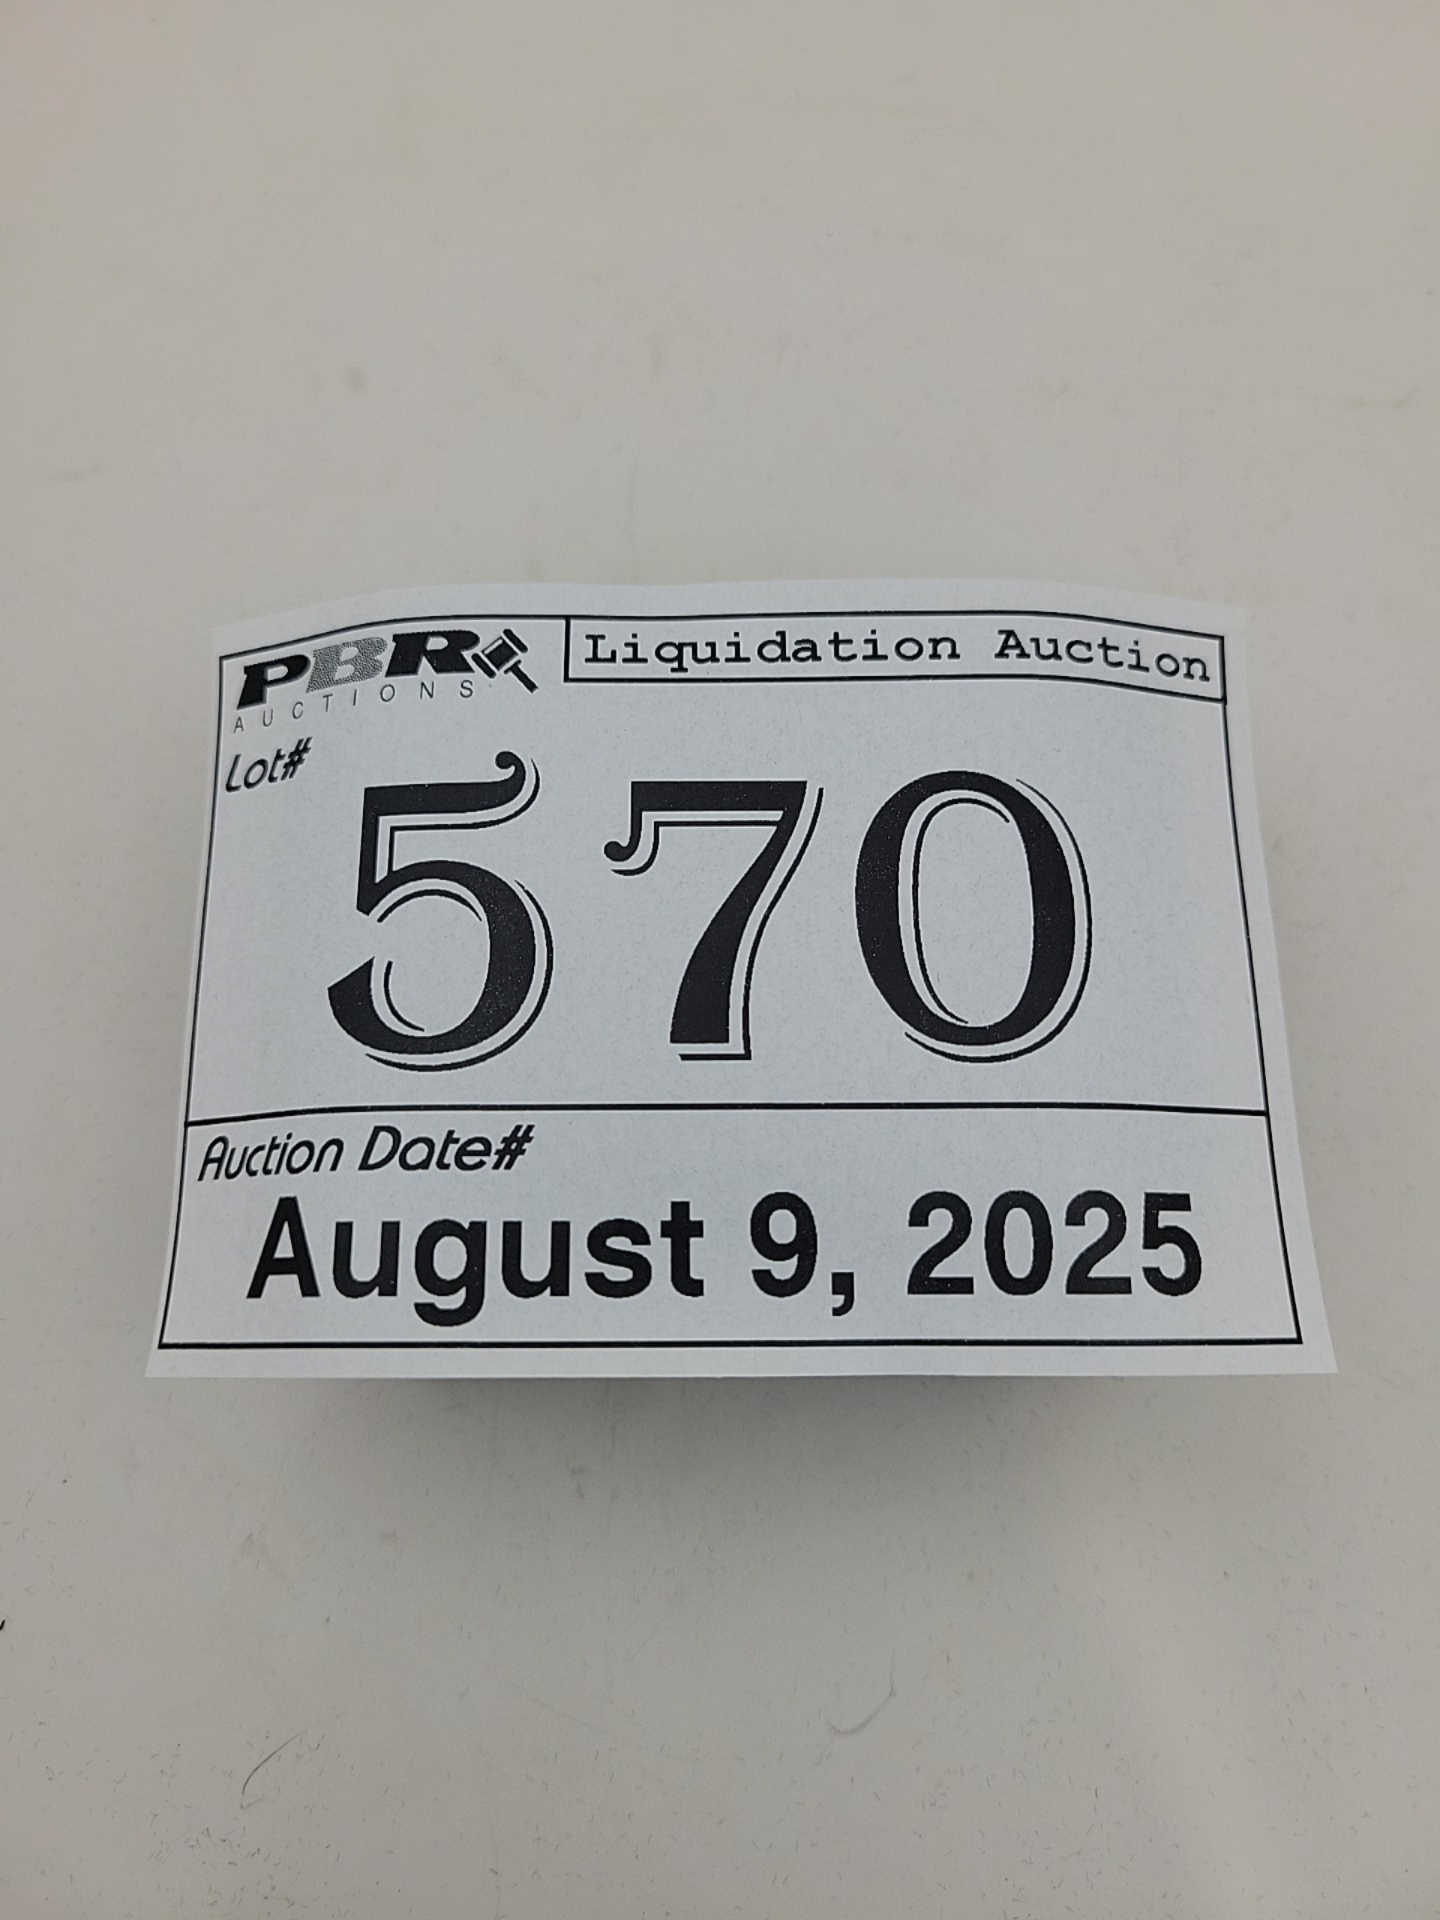 PBR
AUCTIONS
Liquidation Auction
Lot#
570
Auction Date#
August 9, 2025